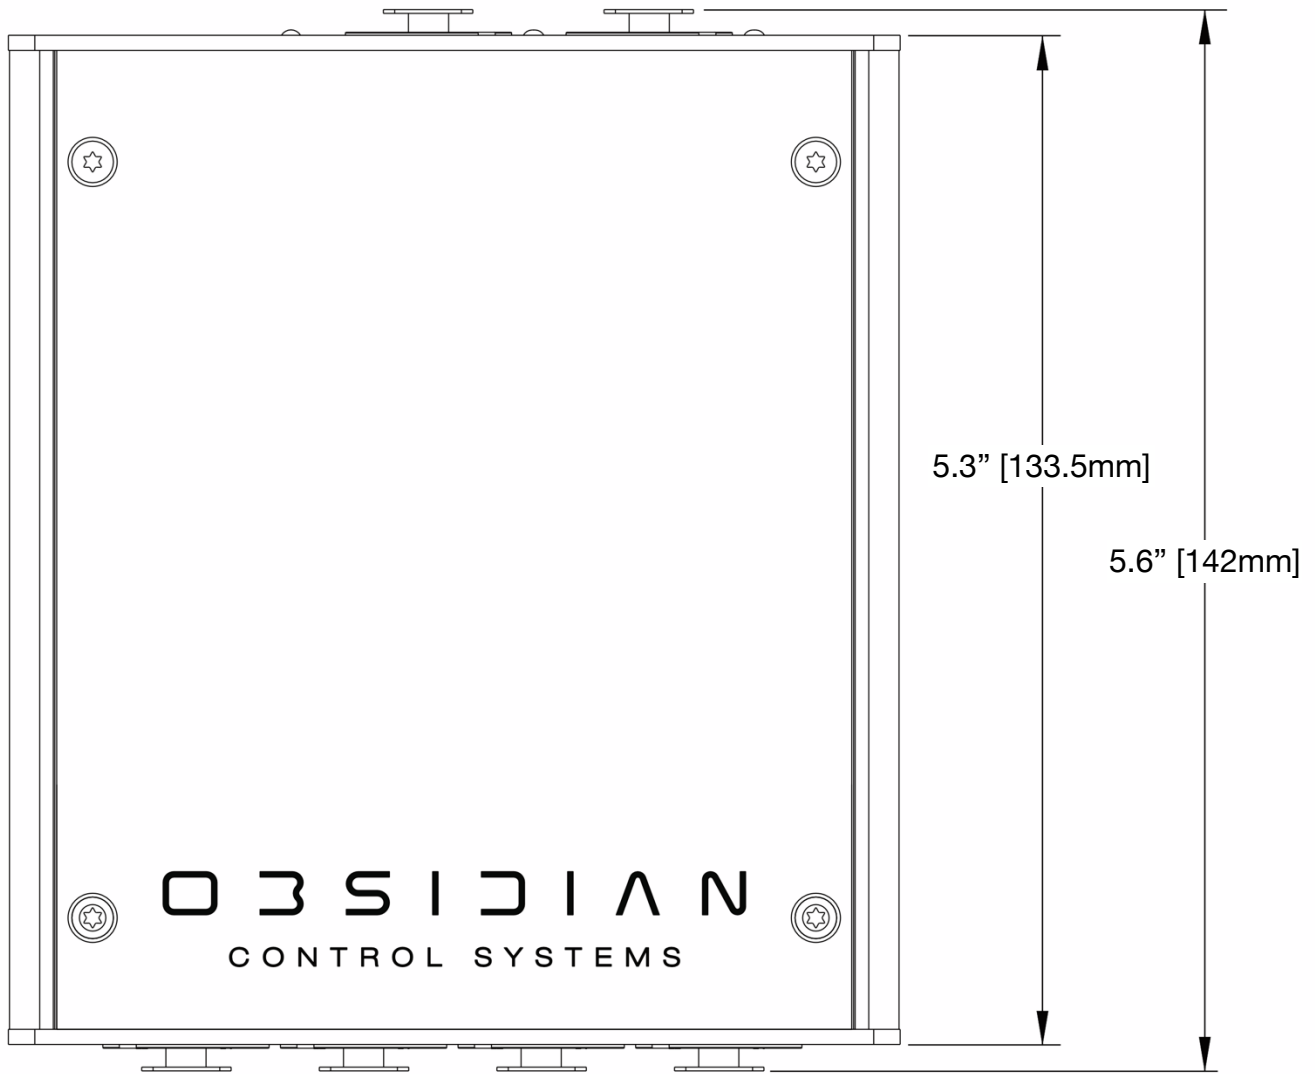 5.3” [133.5mm]
5.6” [142mm]
OBSIDIAN
CONTROL SYSTEMS